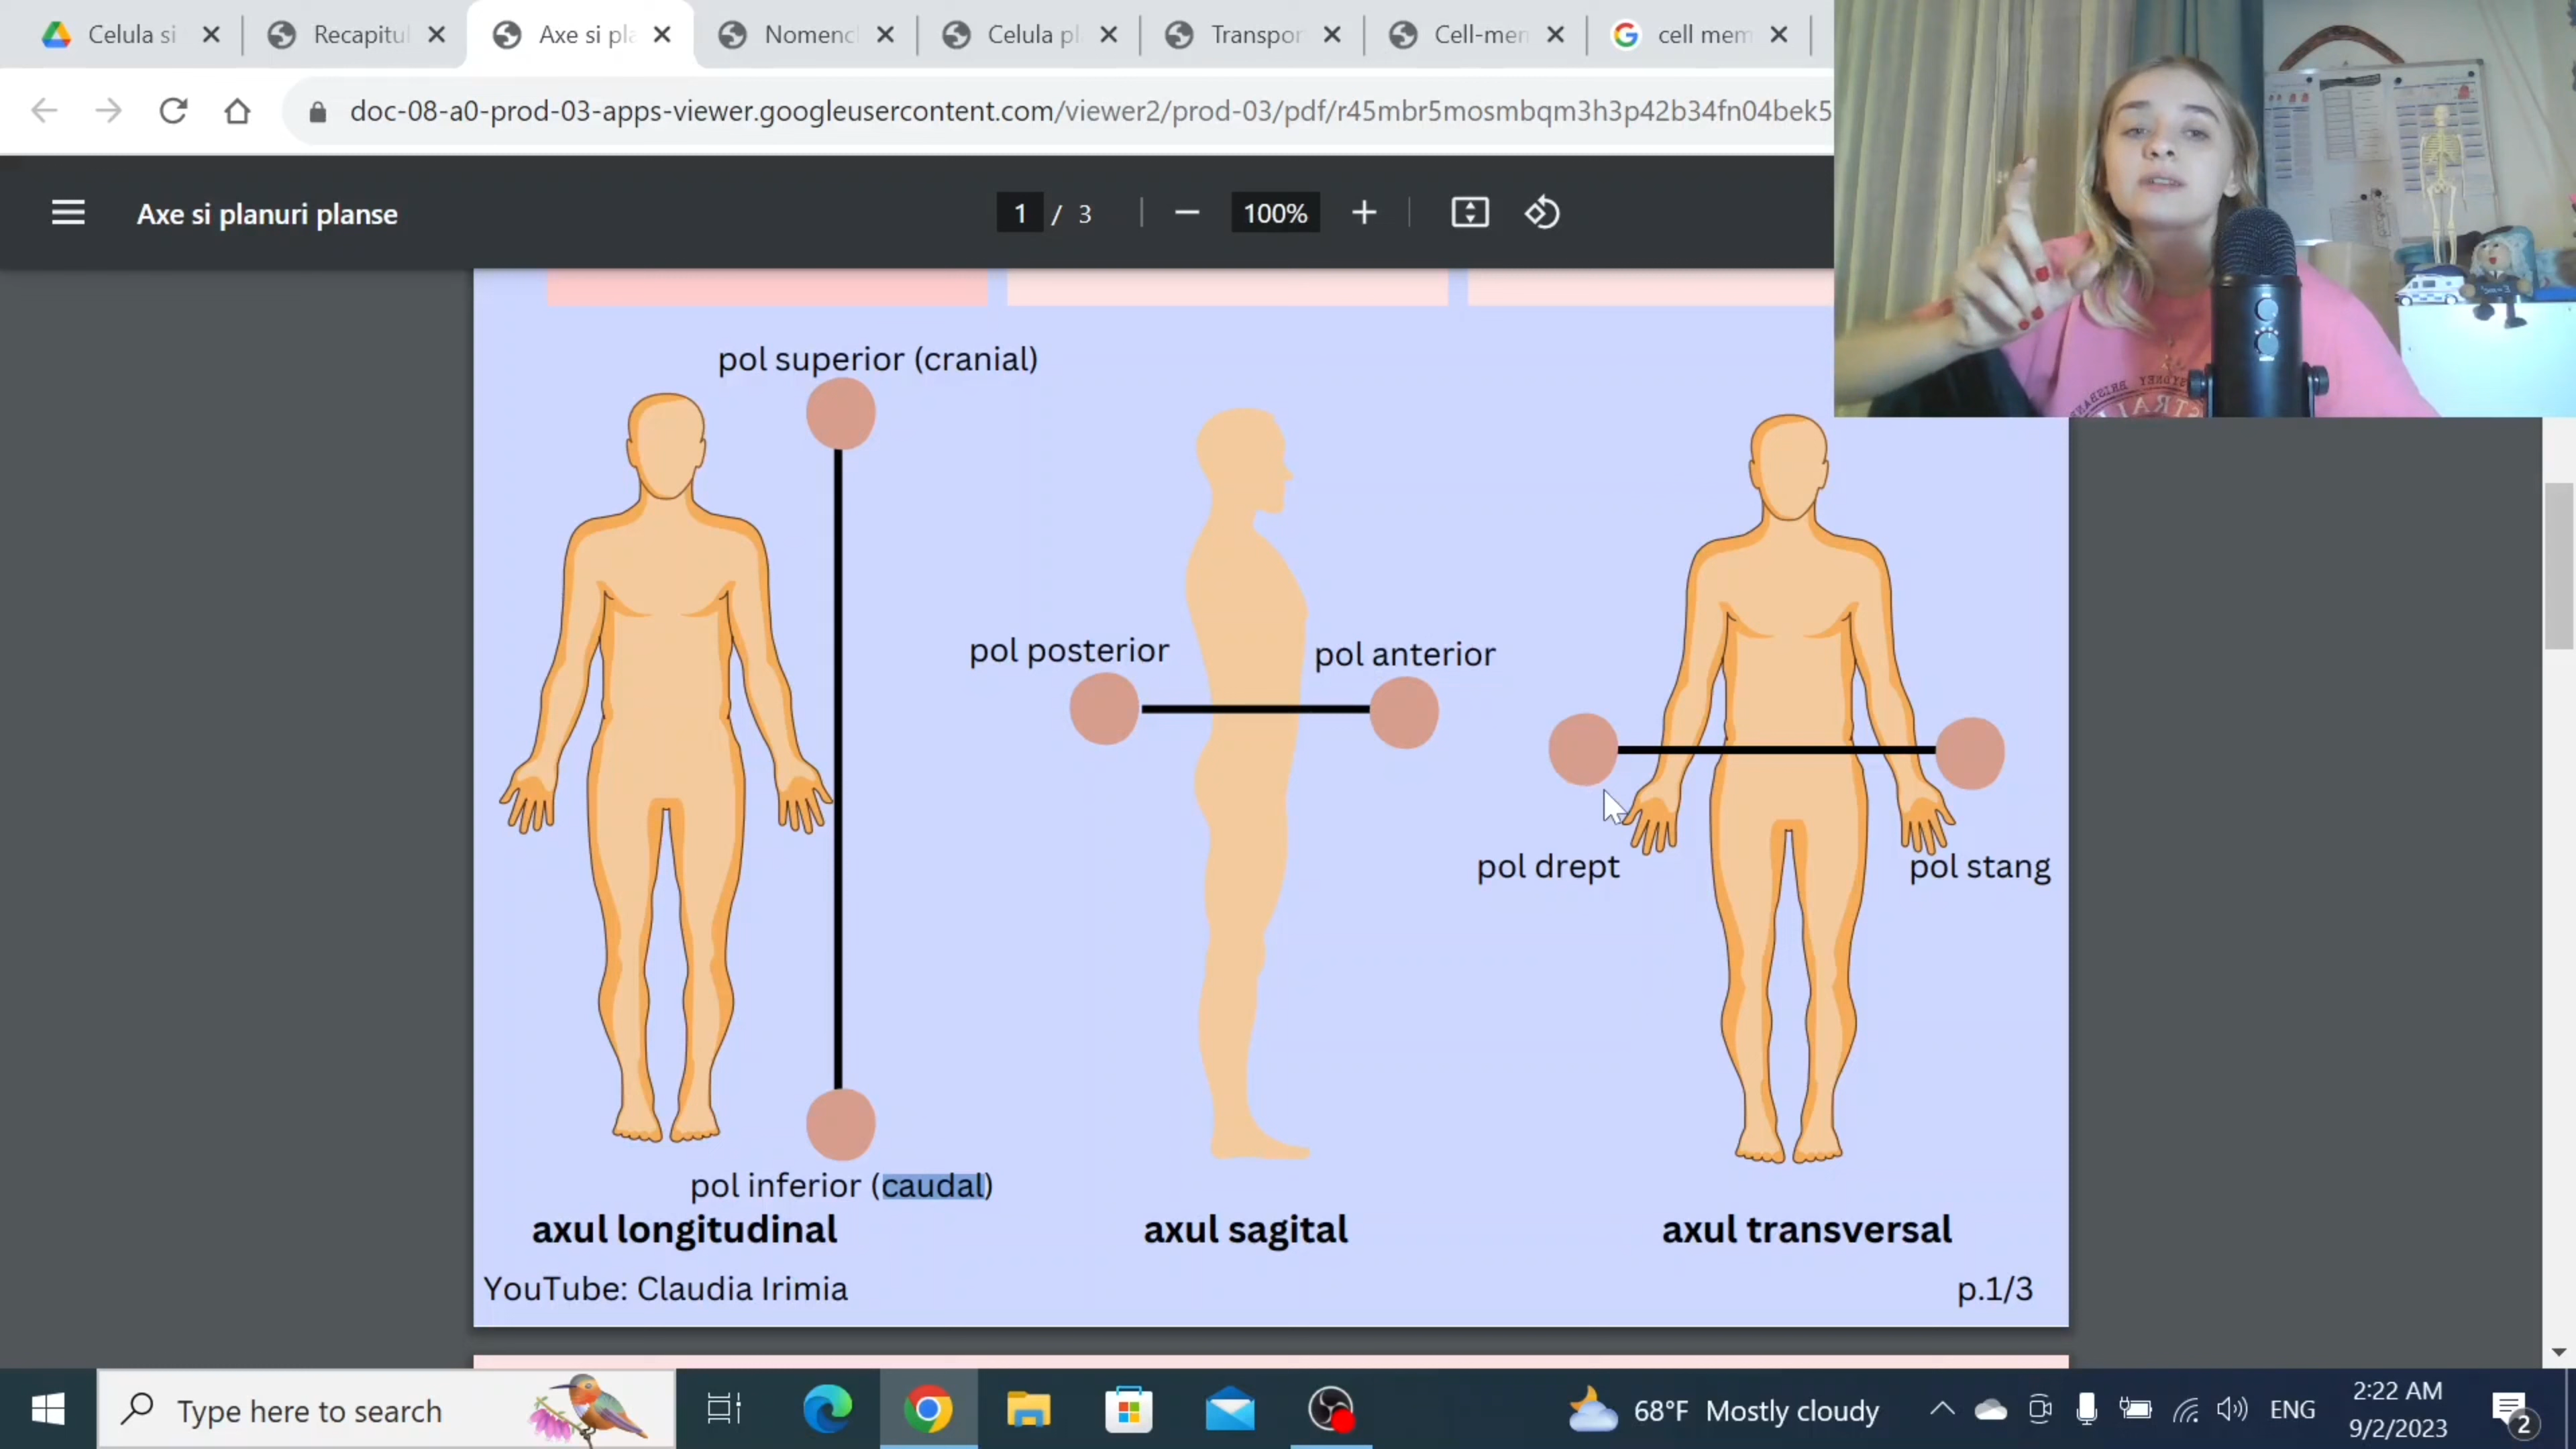 Celula si
Recapitul
Axe si pla
Nomenc
Celula pl
Transpor
Cell-mem
cell mem
doc-08-a0-prod-03-apps-viewer.googleusercontent.com/viewer2/prod-03/pdf/r45mbr5mosmbqm3h3p42b34fn04bek5
Axe si planuri planse
1 / 3
100%
pol superior (cranial)
pol posterior
pol anterior
pol drept
pol stang
pol inferior (caudal)
axul longitudinal
axul sagital
axul transversal
YouTube: Claudia Irimia
p.1/3
Type here to search
68°F Mostly cloudy
ENG
2:22 AM
9/2/2023
2